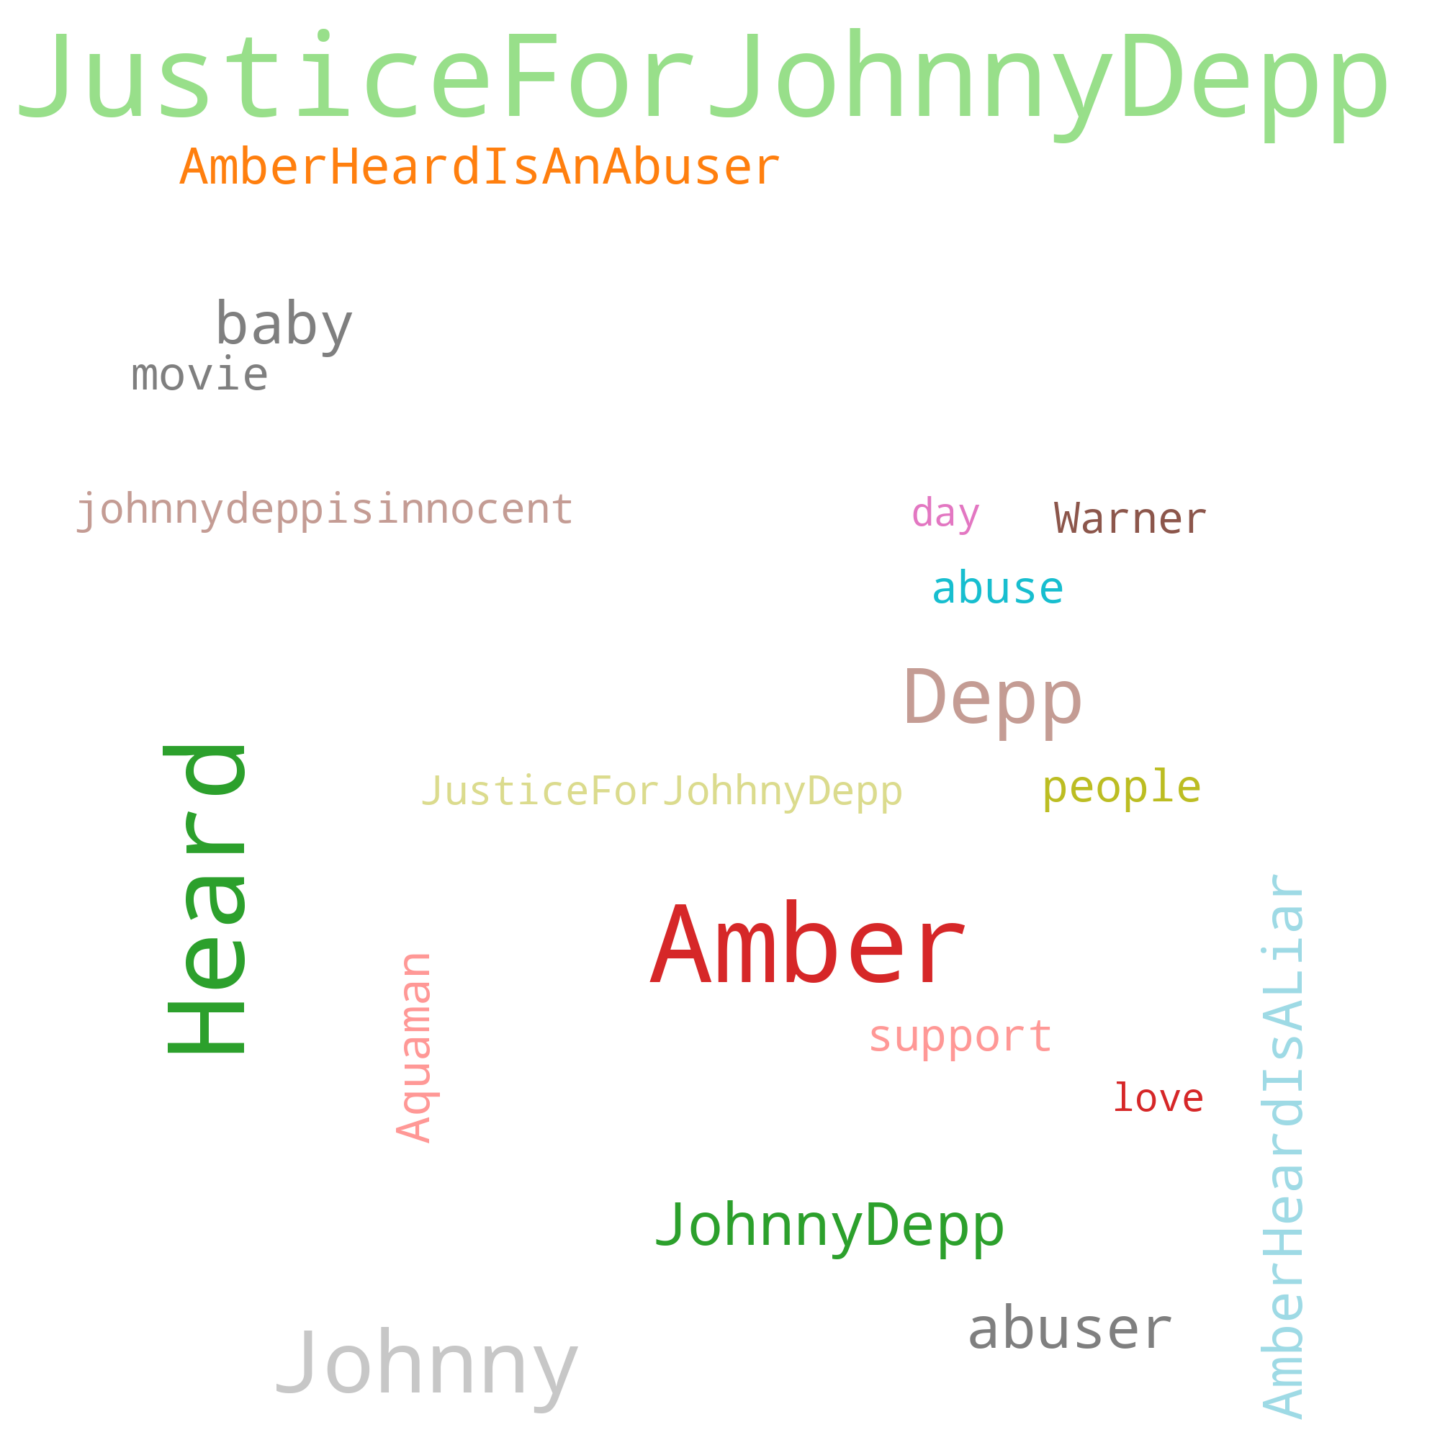 JusticeForJohnnyDepp
AmberHeardIsAnAbuser
baby
movie
johnnydeppisinnocent
day
Warner
abuse
Depp
Heard
JusticeForJohhnyDepp
people
Amber
AmberHeardIsALiar
Aquaman
support
love
JohnnyDepp
abuser
Johnny